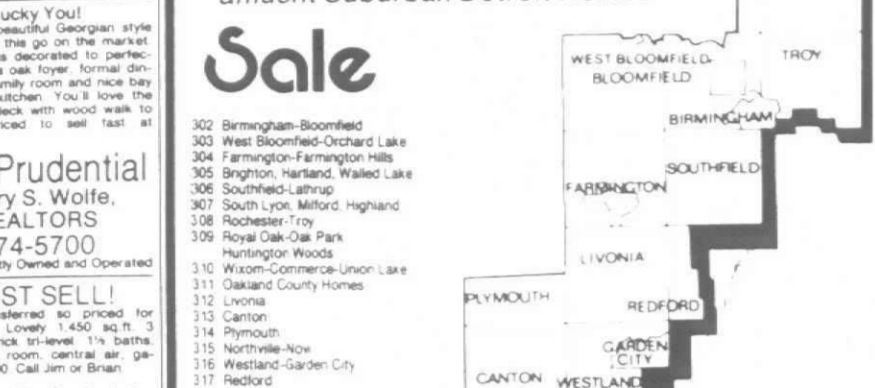 ucky You!
beautiful Georgian style
this go on the market.
s decorated to perfec-
oak foyer, formal din-
mily room and nice bay
kitchen. You'll love the
deck with wood walk to
riced to sell fast at
Prudential
ry S. Wolfe,
EALTORS
74-5700
tly Owned and Operated
ST SELL!
sferred so priced for
Lovely 1,450 sq.ft. 3
rick tri-level 1½ baths,
room, central air, ga-
0 Call Jim or Brian
Suburban Detroit
Sale
302 Birmingham-Bloomfield
303 West Bloomfield-Orchard Lake
304 Farmington-Farmington Hills
305 Brighton, Hartland, Walled Lake
306 Southfield-Lathrup
307 South Lyon, Milford, Highland
308 Rochester-Troy
309 Royal Oak-Oak Park
Huntington Woods
310 Wixom-Commerce-Union Lake
311 Oakland County Homes
312 Livonia
313 Canton
314 Plymouth
315 Northville-Novi
316 Westland-Garden City
317 Redford
WEST BLOOMFIELD-
BLOOMFIELD
TROY
BIRMINGHAM
SOUTHFIELD
FARMINGTON
LIVONIA
PLYMOUTH
REDFORD
GARDEN
CITY
CANTON
WESTLAND